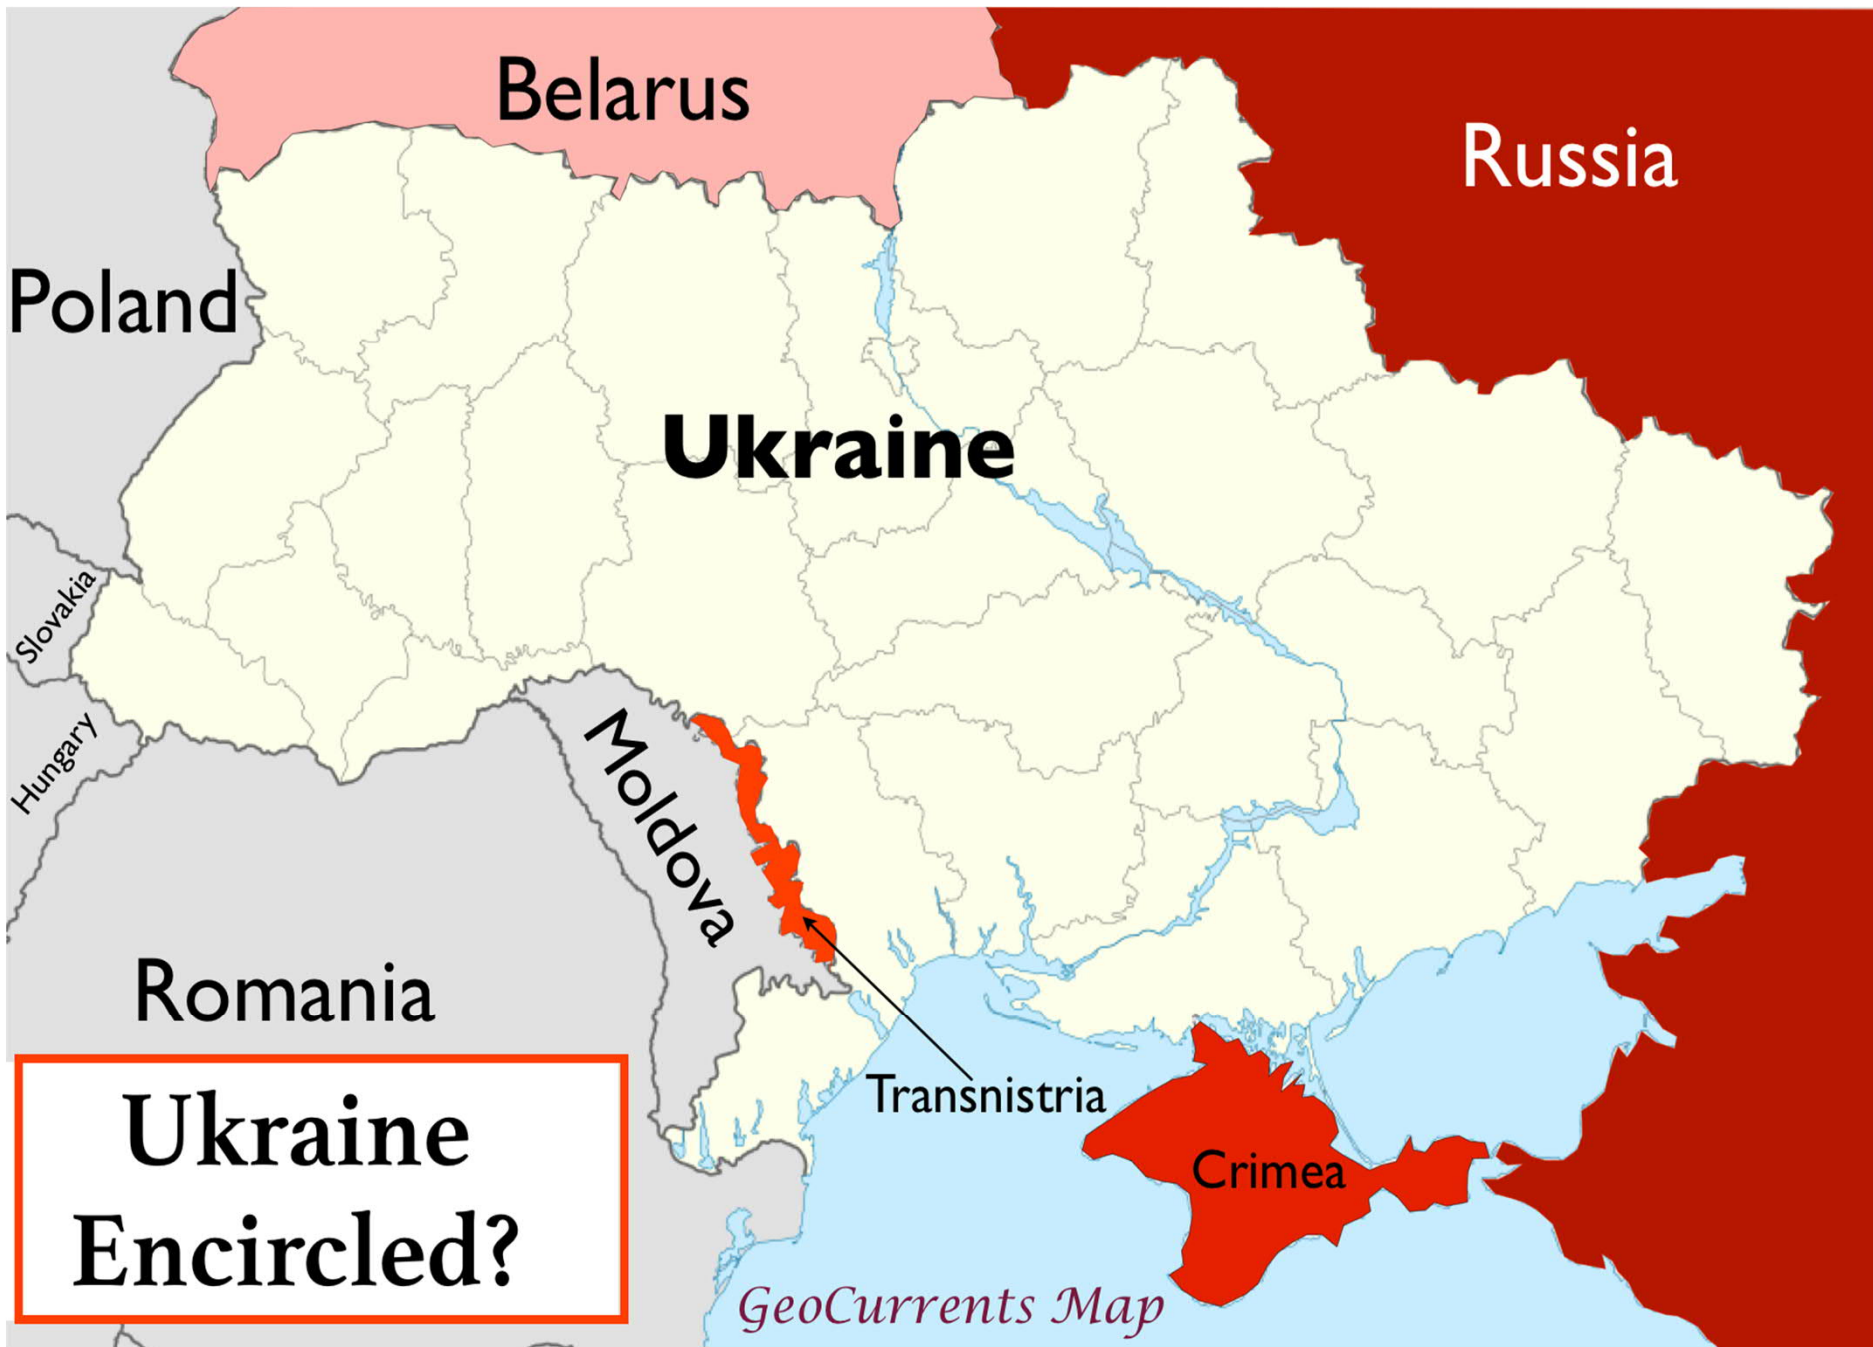 Belarus
Russia
Poland
Ukraine
Slovakia
Hungary
Moldova
Romania
Transnistria
Crimea
Ukraine
Encircled?
GeoCurrents Map